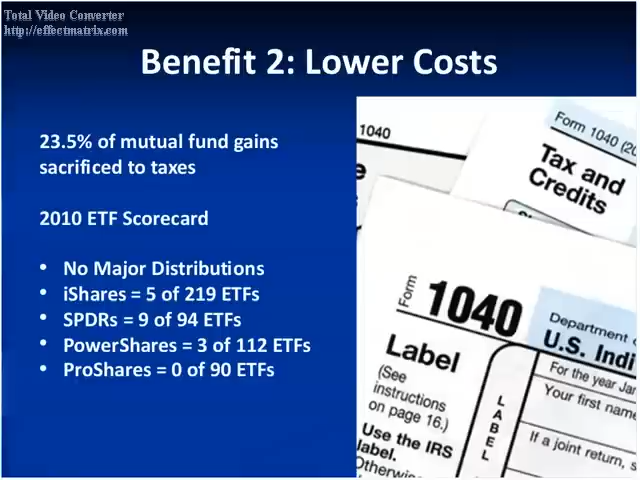 Total Video Converter
http://effectmatrix.com
Benefit 2: Lower Costs
23.5% of mutual fund gains
sacrificed to taxes
2010 ETF Scorecard
• No Major Distributions
• iShares = 5 of 219 ETFs
• SPDRs = 9 of 94 ETFs
• PowerShares = 3 of 112 ETFs
• ProShares = 0 of 90 ETFs
1040
Form 1040 (20
Tax and
Credits
Form
1040
Department
U.S. Indi
Label
For the year Jan
(See
instructions
on page 16.)
Your first name
LABEL
Use the IRS
label.
If a joint return, s
Otherwise